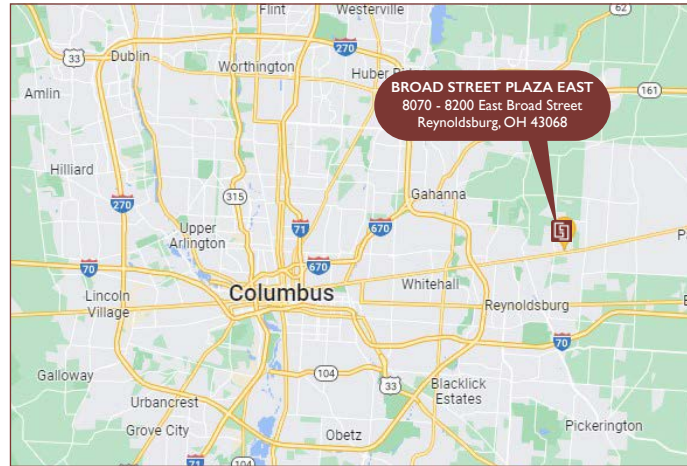 Flint
Westerville
33
Dublin
270
62
Worthington
Huber
BROAD STREET PLAZA EAST
8070 - 8200 East Broad Street
Reynoldsburg, OH 43068
161
Amlin
Hilliard
Gahanna
315
270
71
670
Upper
Arlington
70
670
Whitehall
Columbus
Lincoln
Village
Reynoldsburg
70
Galloway
104
33
Blacklick
Estates
Urbancrest
Grove City
Obetz
Pickerington
71
104